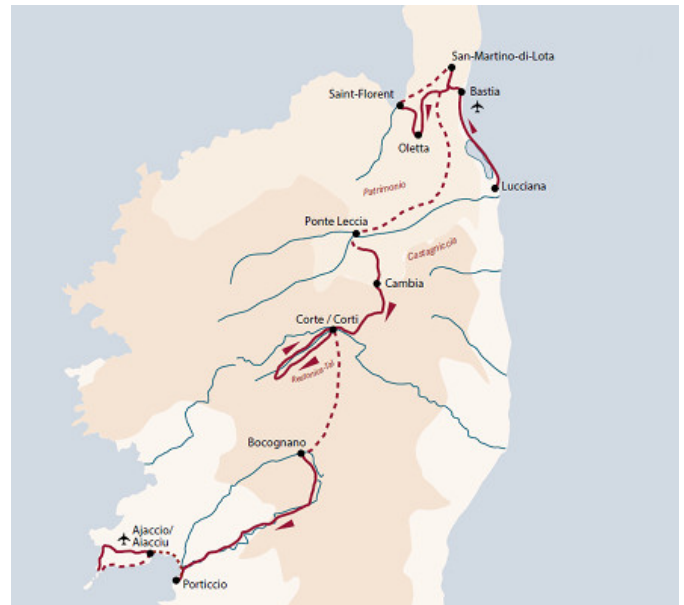 San-Martino-di-Lota
Saint-Florent
Bastia
Oletta
Patrimonio
Lucciana
Ponte Leccia
Castagniccia
Cambia
Corte / Corti
Restonica-Tal
Bocognano
Ajaccio/
Aiacciu
Porticcio